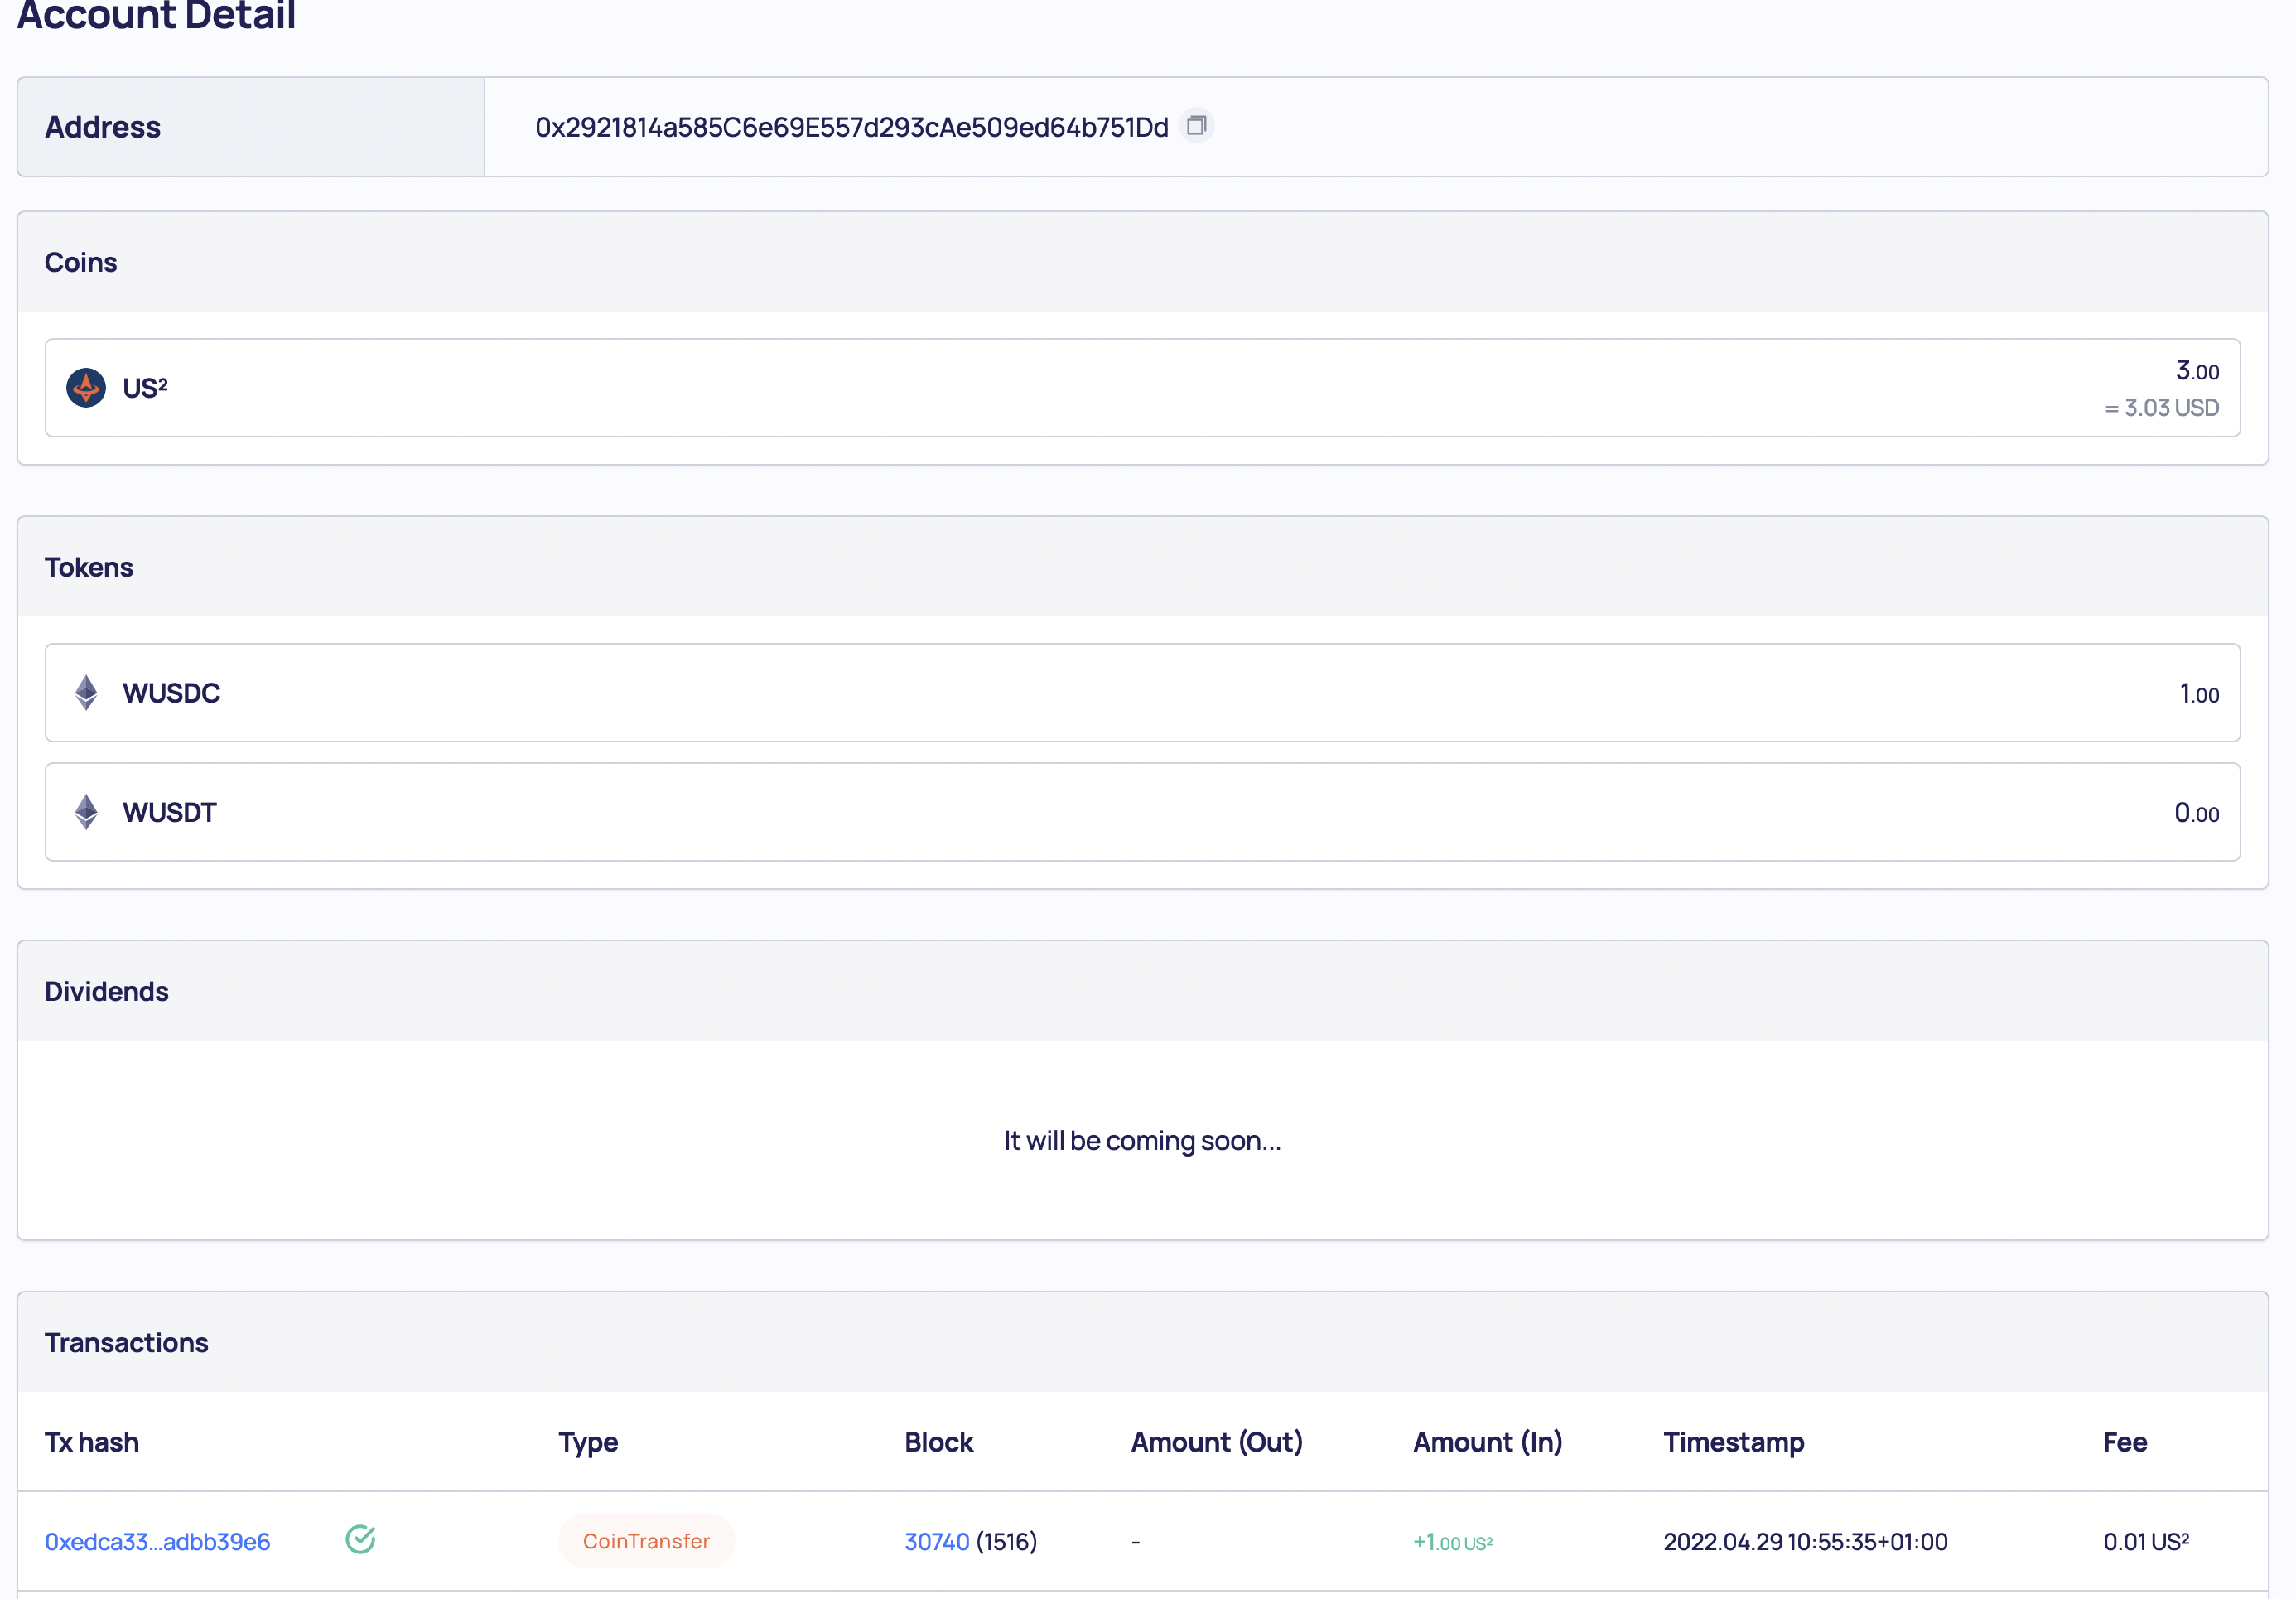 Account Detail
Address 0x2921814a585C6e69E557d293cAe509ed64b751Dd
Coins
US² 3.00
= 3.03 USD
Tokens
WUSDC 1.00
WUSDT 0.00
Dividends
It will be coming soon...
Transactions
Tx hash Type Block Amount (Out) Amount (In) Timestamp Fee
0xedca33...adbb39e6 CoinTransfer 30740 (1516) - +1.00 US² 2022.04.29 10:55:35+01:00 0.01 US²